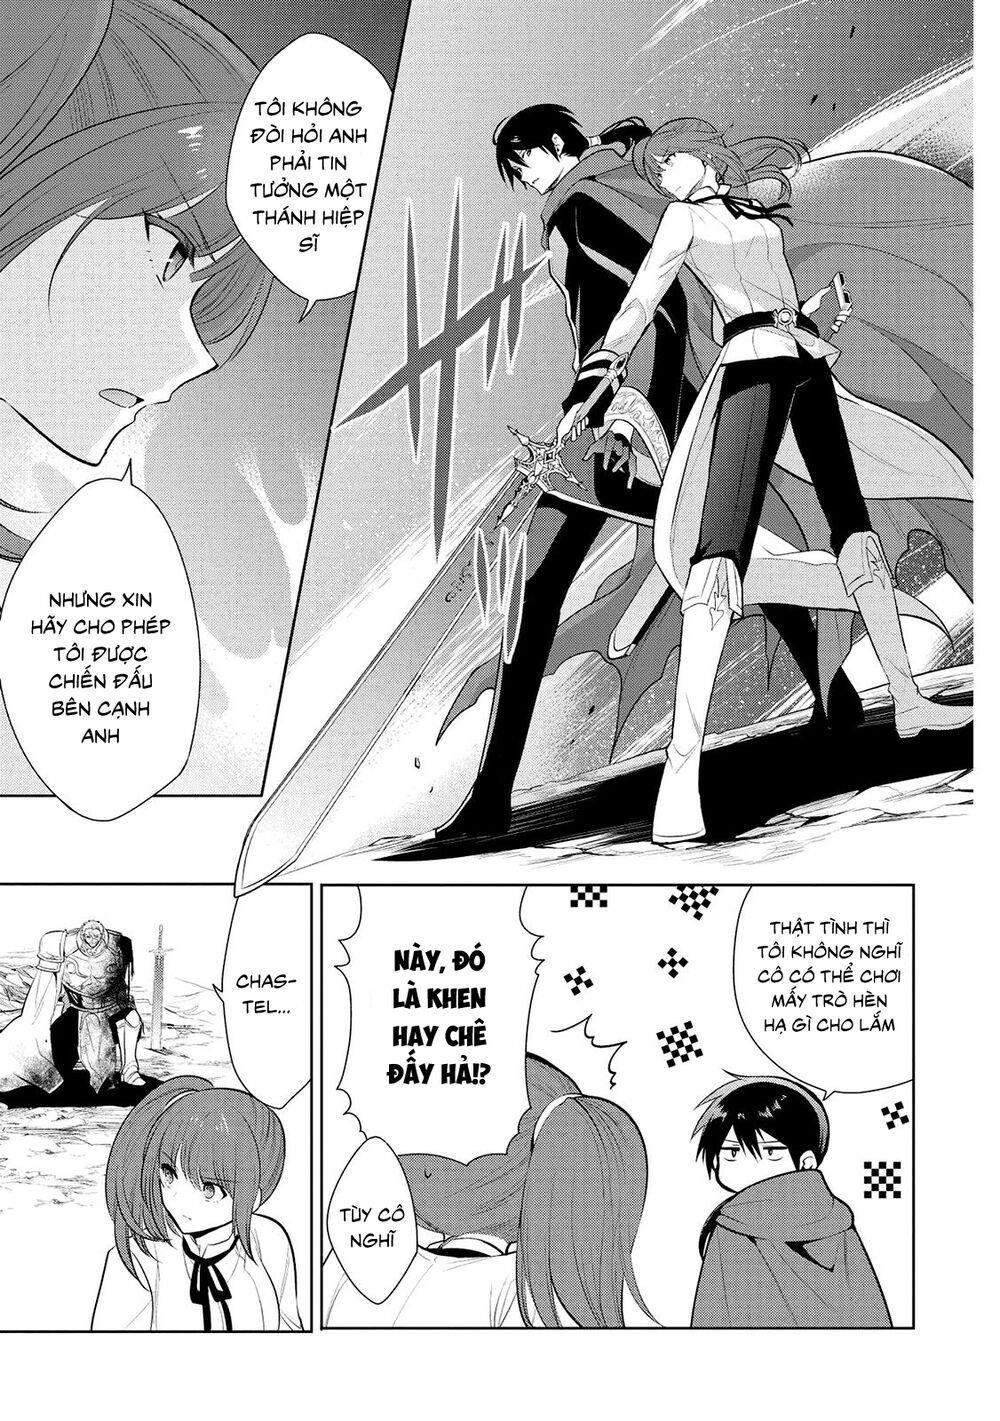 TÔI KHÔNG
ĐÒI HỎI ANH
PHẢI TIN
TƯỞNG MỘT
THÁNH HIỆP
SĨ
NHƯNG XIN
HÃY CHO PHÉP
TÔI ĐƯỢC
CHIẾN ĐẤU
BÊN CẠNH
ANH
THẬT TÌNH THÌ
TÔI KHÔNG NGHĨ
CÔ CÓ THỂ CHƠI
MẤY TRÒ HÈN
HẠ GÌ CHO LẮM
NÀY, ĐÓ
LÀ KHEN
HAY CHÊ
ĐẤY HẢ!?
TÙY CÔ
NGHĨ
CHAS-
TEL...